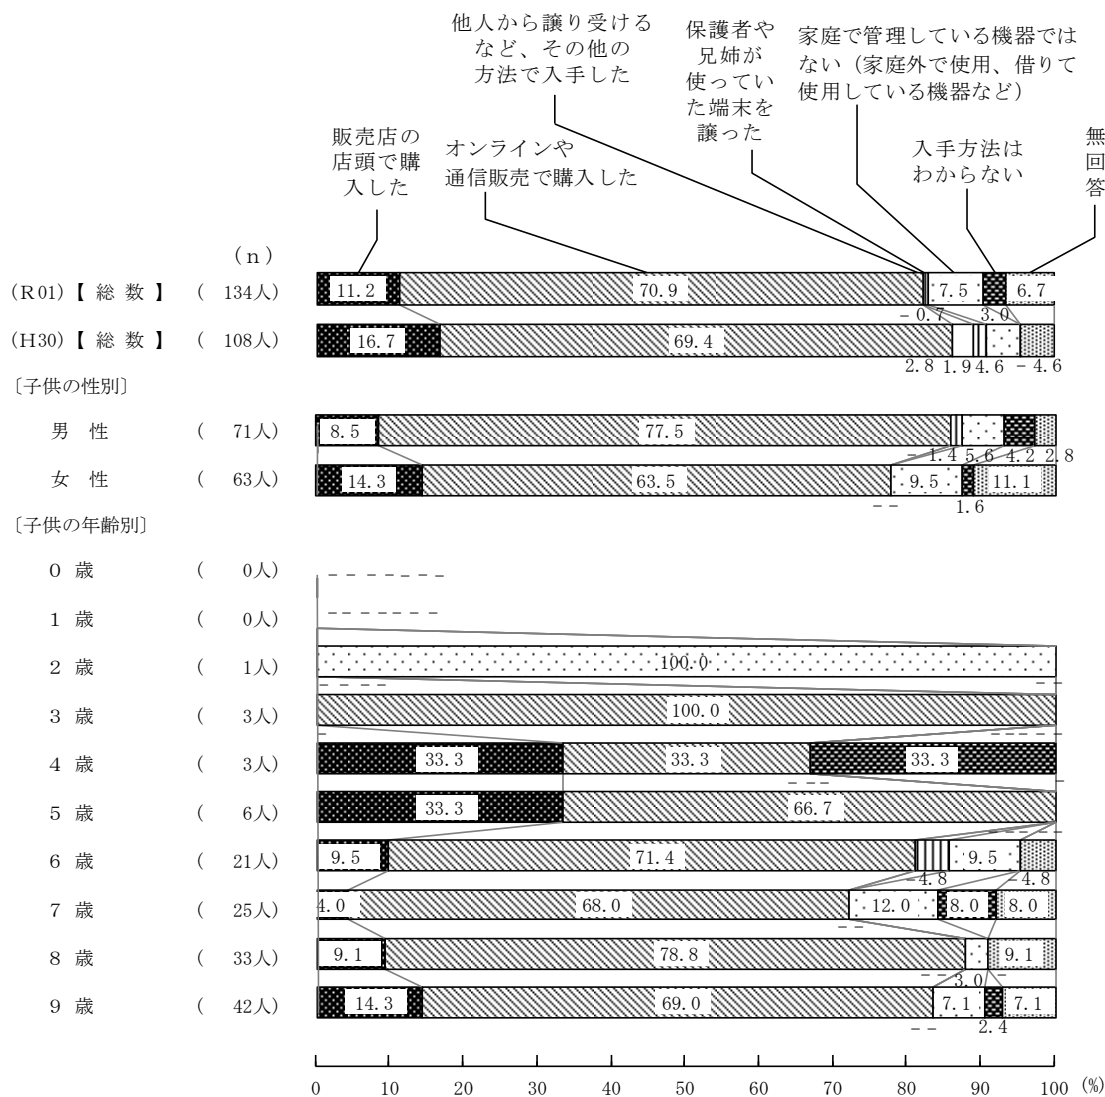 他人から譲り受ける
など、その他の
方法で入手した
保護者や
兄姉が
使ってい
た端末を
譲った
家庭で管理している機器では
ない（家庭外で使用、借りて
使用している機器など）
販売店の
店頭で購
入した
オンラインや
通信販売で購入した
入手方法は
わからない
無
回
答
(n)
(R01)【 総 数 】 ( 134人) 11.2 70.9 - 0.7 7.5 3.0 6.7
(H30)【 総 数 】 ( 108人) 16.7 69.4 2.8 1.9 4.6 - 4.6
〔子供の性別〕
男 性 ( 71人) 8.5 77.5 - 1.4 5.6 4.2 2.8
女 性 ( 63人) 14.3 63.5 - - 9.5 1.6 11.1
〔子供の年齢別〕
０ 歳 ( 0人) - - - - - - -
１ 歳 ( 0人) - - - - - - -
２ 歳 ( 1人) - - - - 100.0 - -
３ 歳 ( 3人) - 100.0 - - - - -
４ 歳 ( 3人) 33.3 33.3 - - - 33.3 -
５ 歳 ( 6人) 33.3 66.7 - - - - -
６ 歳 ( 21人) 9.5 71.4 - 4.8 9.5 - 4.8
７ 歳 ( 25人) 4.0 68.0 - - 12.0 8.0 8.0
８ 歳 ( 33人) 9.1 78.8 - - 3.0 - 9.1
９ 歳 ( 42人) 14.3 69.0 - - 7.1 2.4 7.1
0 10 20 30 40 50 60 70 80 90 100 (%)